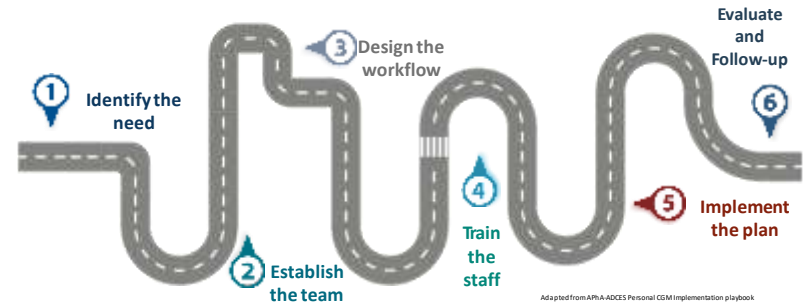 1
Identify the
need
2
Establish
the team
3
Design the
workflow
4
Train
the
staff
5
Implement
the plan
Evaluate
and
Follow-up
6
Adapted from APhA-ADCES Personal CGM Implementation playbook